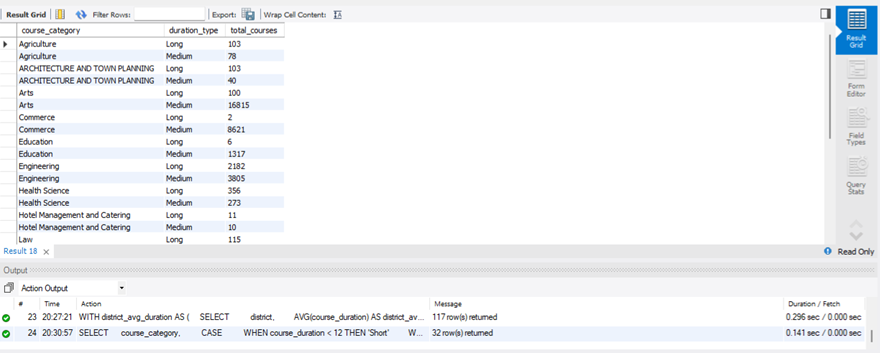 Result Grid Filter Rows: Export: Wrap Cell Content:
course_category duration_type total_courses
Agriculture Long 103
Agriculture Medium 78
ARCHITECTURE AND TOWN PLANNING Long 103
ARCHITECTURE AND TOWN PLANNING Medium 40
Arts Long 100
Arts Medium 16815
Commerce Long 2
Commerce Medium 8621
Education Long 6
Education Medium 1317
Engineering Long 2182
Engineering Medium 3805
Health Science Long 356
Health Science Medium 273
Hotel Management and Catering Long 11
Hotel Management and Catering Medium 10
Law Long 115
Result
Grid
Form
Editor
Field
Types
Query
Stats
Result 18 Read Only
Output
Action Output
# Time Action Message Duration / Fetch
23 20:27:21 WITH district_avg_duration AS ( SELECT district, AVG(course_duration) AS district_av... 117 row(s) returned 0.296 sec / 0.000 sec
24 20:30:57 SELECT course_category, CASE WHEN course_duration < 12 THEN 'Short' W... 32 row(s) returned 0.141 sec / 0.000 sec